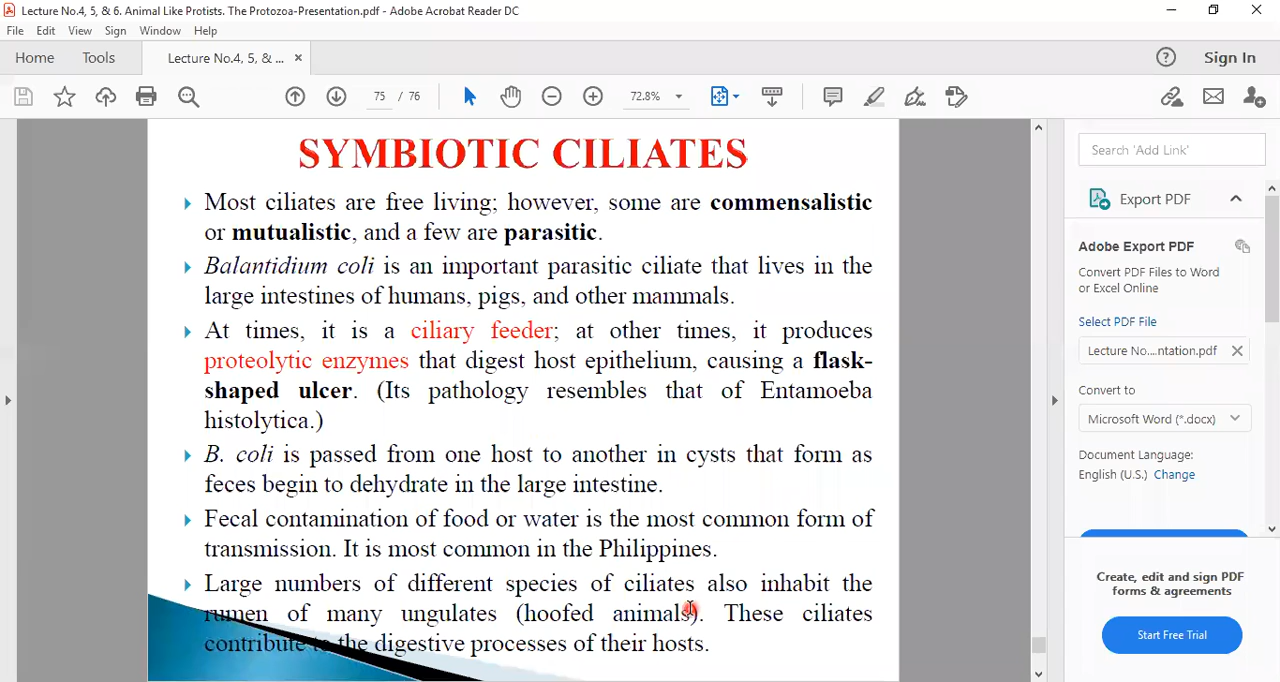 Lecture No.4, 5, & 6. Animal Like Protists. The Protozoa-Presentation.pdf - Adobe Acrobat Reader DC
File Edit View Sign Window Help
Home Tools Lecture No.4, 5, & ... × Sign In
75 / 76 72.8%
SYMBIOTIC CILIATES
Most ciliates are free living; however, some are commensalistic
or mutualistic, and a few are parasitic.
Balantidium coli is an important parasitic ciliate that lives in the
large intestines of humans, pigs, and other mammals.
At times, it is a ciliary feeder; at other times, it produces
proteolytic enzymes that digest host epithelium, causing a flask-
shaped ulcer. (Its pathology resembles that of Entamoeba
histolytica.)
B. coli is passed from one host to another in cysts that form as
feces begin to dehydrate in the large intestine.
Fecal contamination of food or water is the most common form of
transmission. It is most common in the Philippines.
Large numbers of different species of ciliates also inhabit the
rumen of many ungulates (hoofed animals). These ciliates
contribute to the digestive processes of their hosts.
Search 'Add Link'
Export PDF
Adobe Export PDF
Convert PDF Files to Word
or Excel Online
Select PDF File
Lecture No....ntation.pdf
Convert to
Microsoft Word (*.docx)
Document Language:
English (U.S.) Change
Create, edit and sign PDF
forms & agreements
Start Free Trial